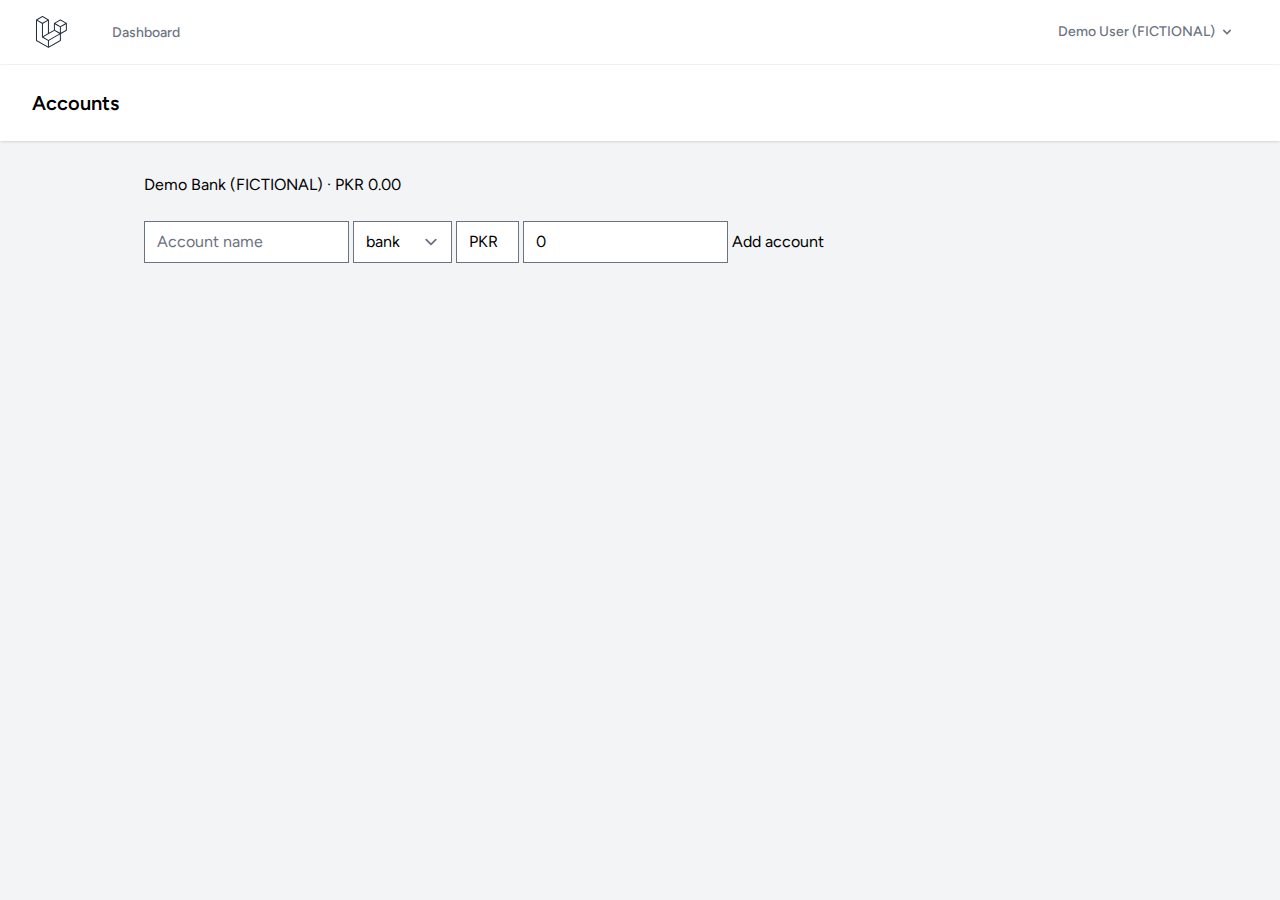 Dashboard
Demo User (FICTIONAL)
Accounts
Demo Bank (FICTIONAL) · PKR 0.00
Account name bank PKR 0 Add account